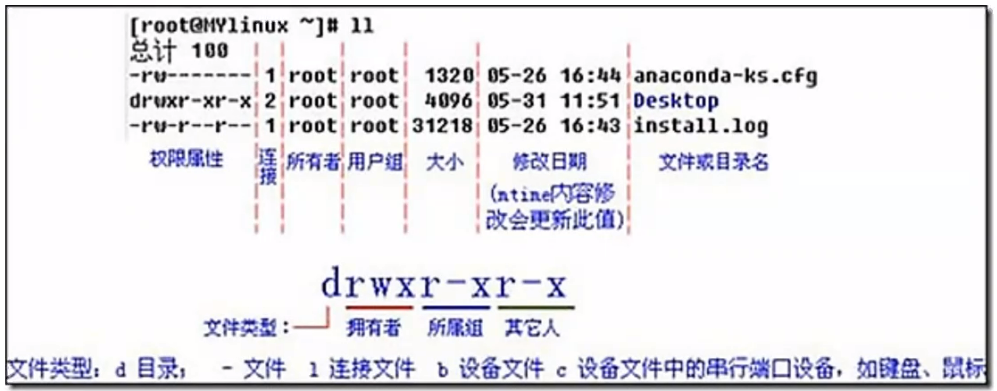 [root@MYlinux ~]# ll
总计 100
-rw------- 1 root root 1320 05-26 16:44 anaconda-ks.cfg
drwxr-xr-x 2 root root 4096 05-31 11:51 Desktop
-rw-r--r-- 1 root root 31218 05-26 16:43 install.log
权限属性 连接 所有者 用户组 大小 修改日期 文件或目录名
(mtime内容修
改会更新此值)
drwxr-xr-x
文件类型: 拥有者 所属组 其它人
文件类型: d 目录; - 文件 l 连接文件 b 设备文件 c 设备文件中的串行端口设备, 如键盘、鼠标